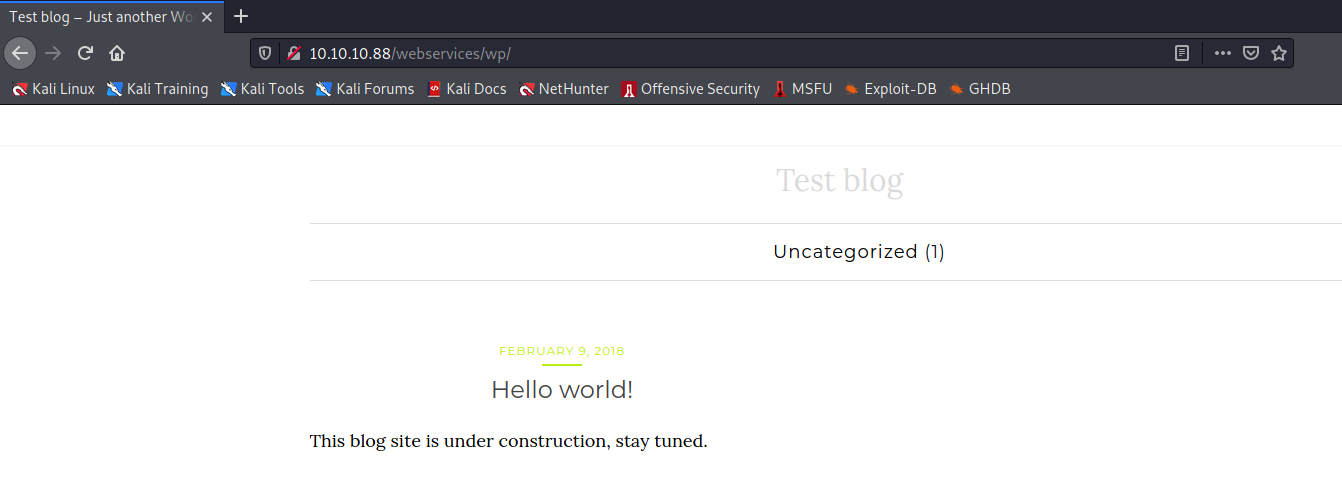 Test blog – Just another Wo
10.10.10.88/webservices/wp/
Kali Linux Kali Training Kali Tools Kali Forums Kali Docs NetHunter Offensive Security MSFU Exploit-DB GHDB
Test blog
Uncategorized (1)
FEBRUARY 9, 2018
Hello world!
This blog site is under construction, stay tuned.